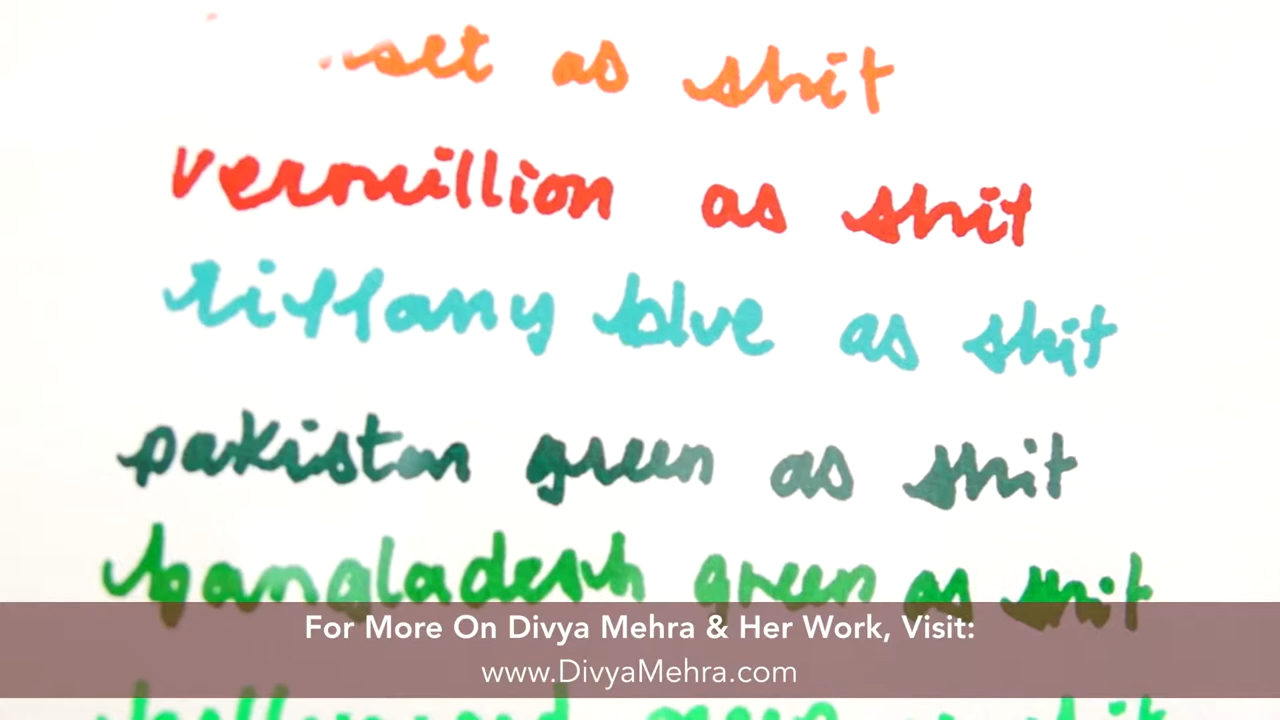 set as shit
vermillion as shit
tiffany blue as shit
pakistan green as shit
bangladesh green as shit
For More On Divya Mehra & Her Work, Visit:
www.DivyaMehra.com